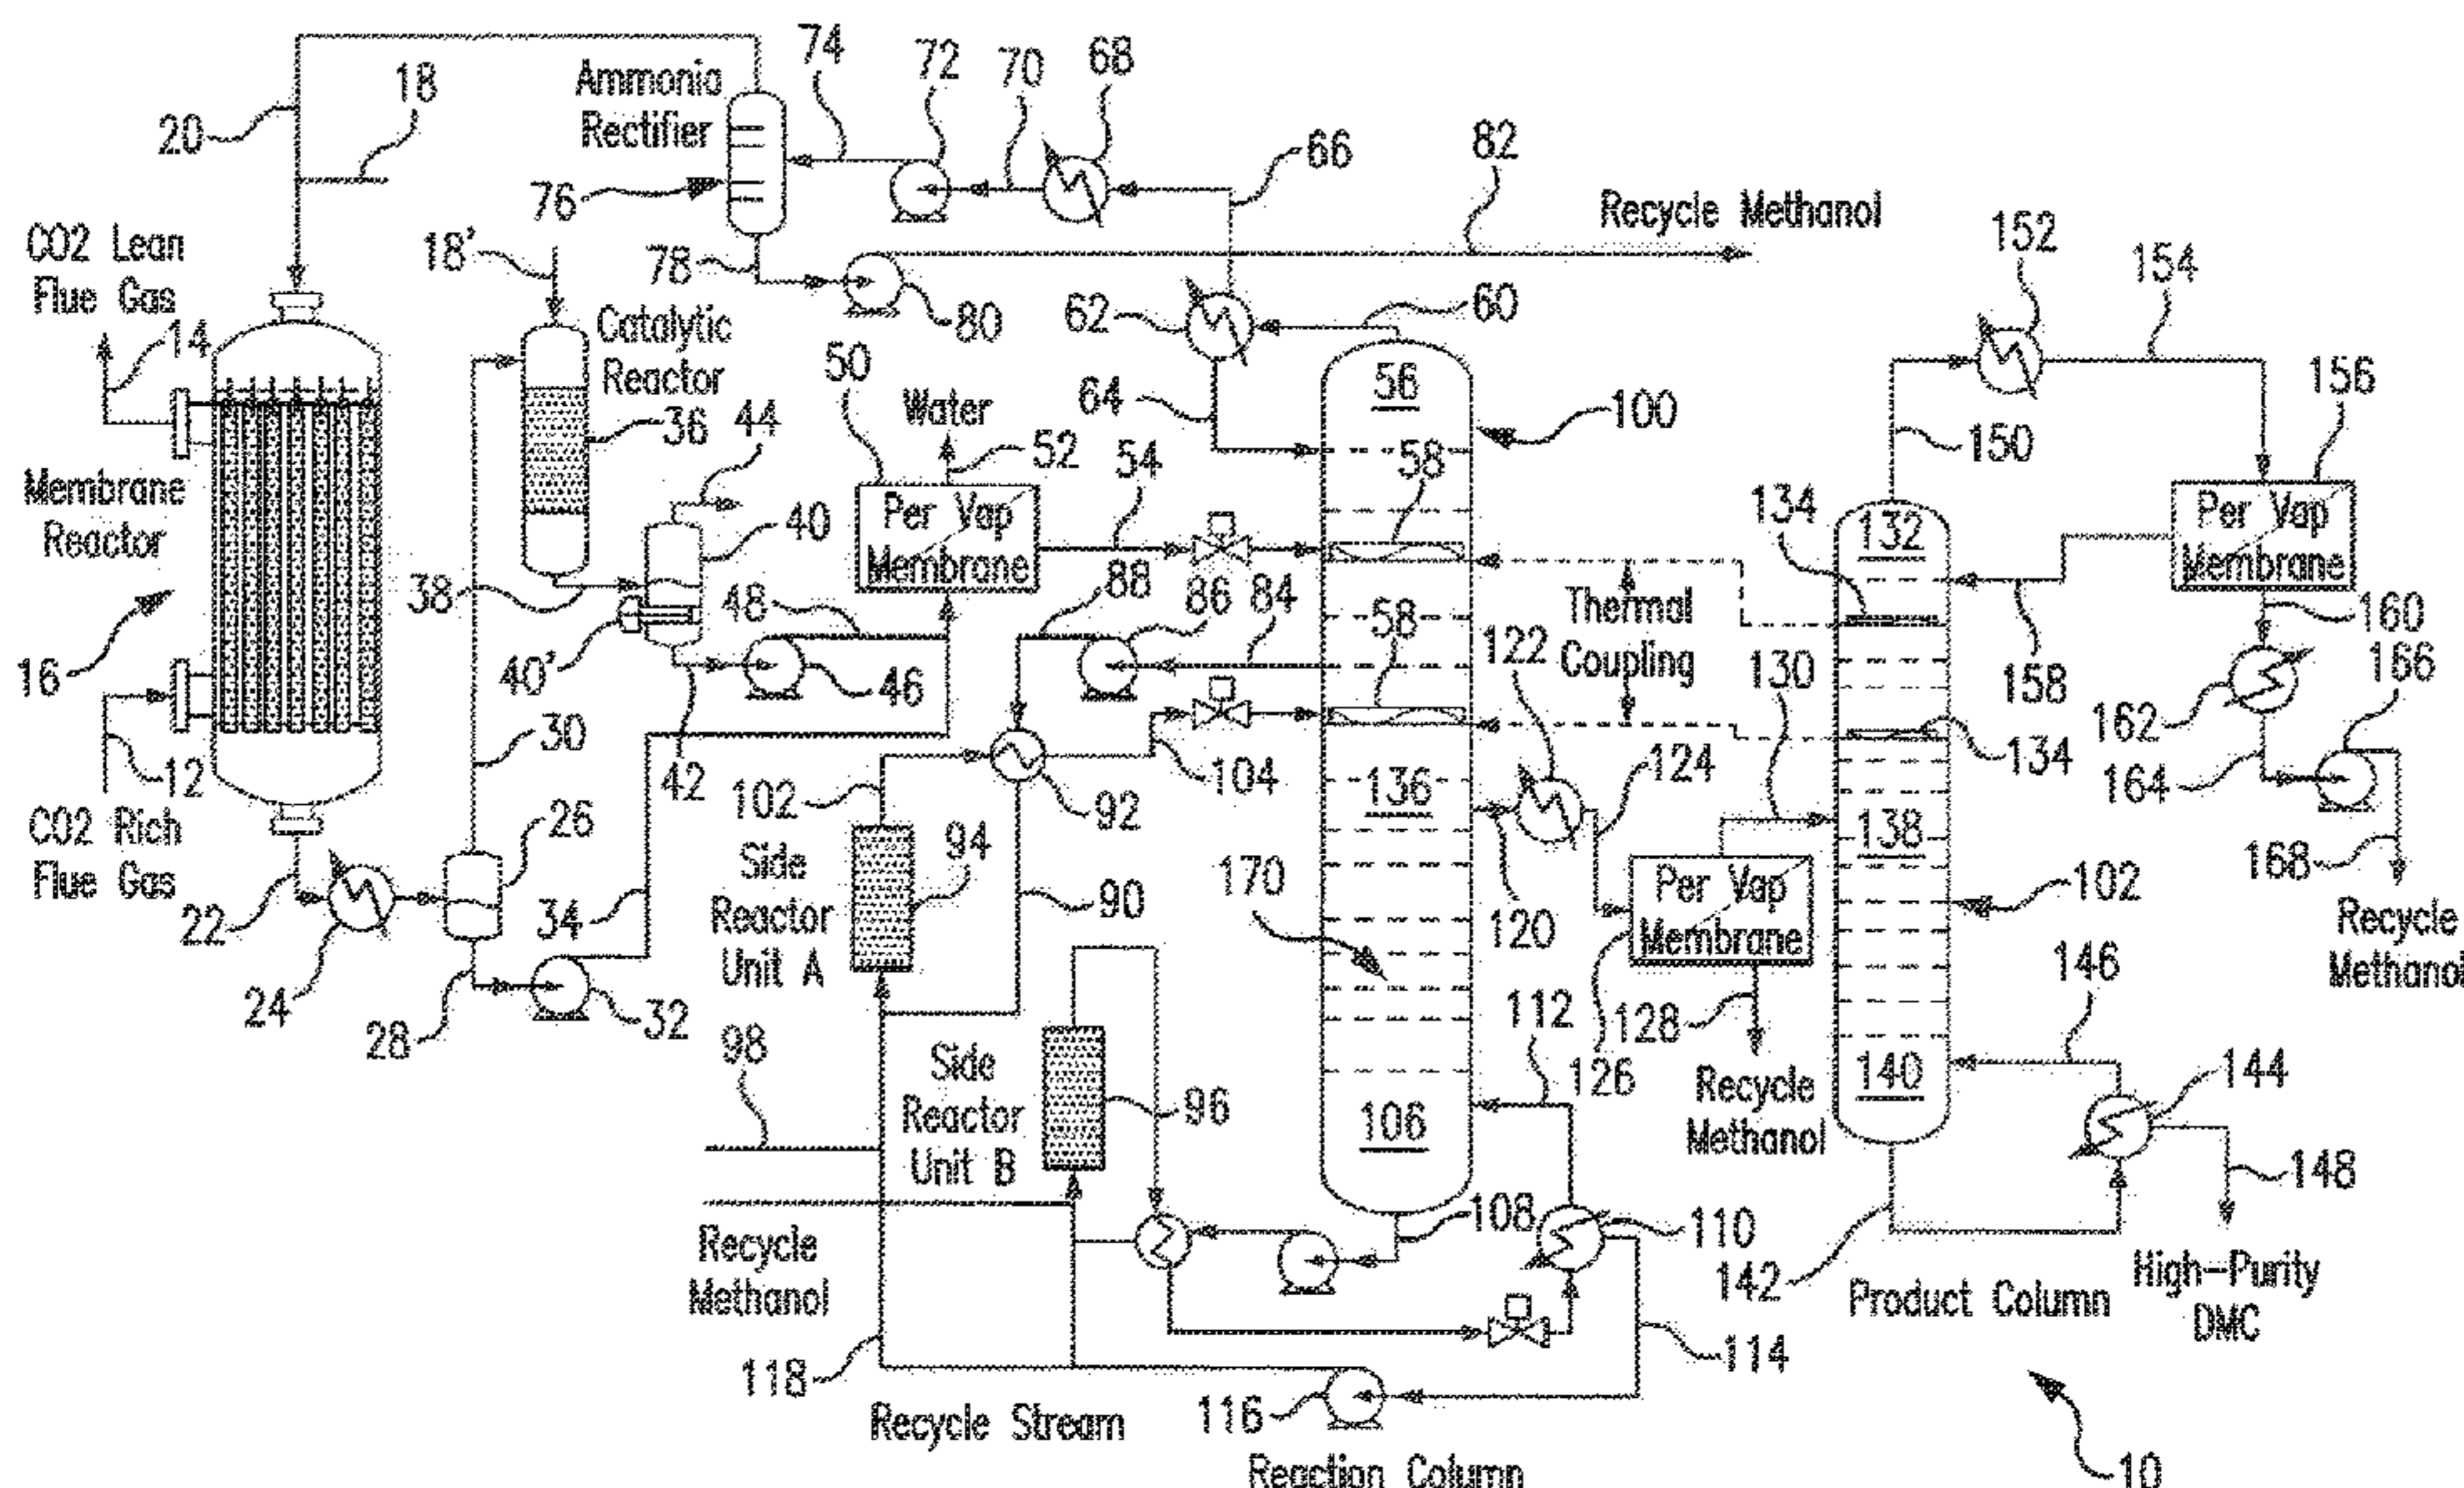 74
72
70
68
Ammonia
Rectifier
18
20
66
82
76
Recycle Methanol
CO2 Lean
Flue Gas
18'
78
80
62
60
152
154
Catalytic
Reactor
14
50
64
56
156
100
36
44
Water
52
54
58
150
Membrane
Reactor
40
Per Vap
Membrane
134
132
Per Vap
Membrane
38
48
88
86
84
58
Thermal
Coupling
160
16
40'
46
122
130
158
166
30
12
42
102
104
124
134
162
164
CO2 Rich
Flue Gas
26
Side
Reactor
Unit A
94
92
136
138
168
170
Per Vap
Membrane
102
22
34
90
120
Recycle
Methanol
24
28
32
98
112
126
128
146
Side
Reactor
Unit B
96
106
Recycle
Methanol
140
144
148
Recycle
Methanol
108
110
142
Product Column
High-Purity
DMC
118
114
116
Recycle Stream
Reaction Column
10